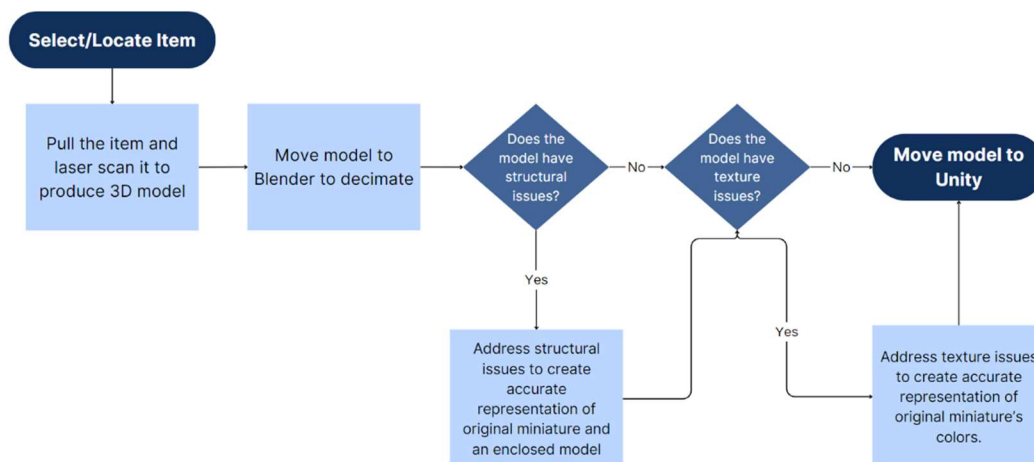 Select/Locate Item
Pull the item and
laser scan it to
produce 3D model
Move model to
Blender to decimate
Does the
model have
structural
issues?
No
Does the
model have
texture
issues?
No
Move model to
Unity
Yes
Address structural
issues to create
accurate
representation of
original miniature and
an enclosed model
Yes
Address texture issues
to create accurate
representation of
original miniature’s
colors.